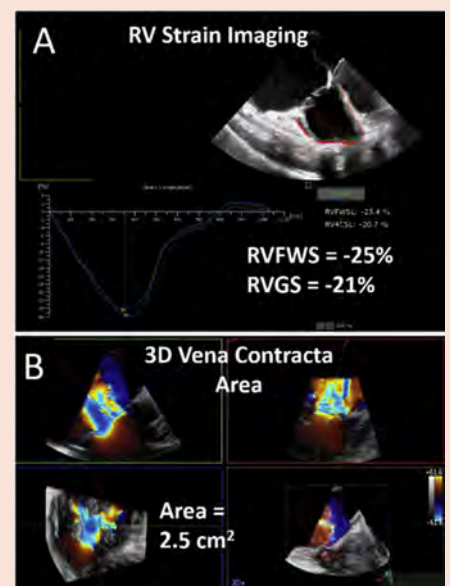 A
RV Strain Imaging
RVFWSL: -25.4 %
RV4CSL: -20.7 %
RVFWS = -25%
RVGS = -21%
B
3D Vena Contracta
Area
Area =
2.5 cm²